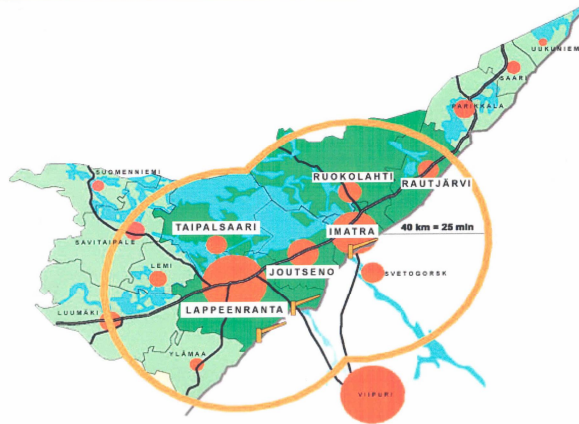 UUKUNIEMI
SAARI
PARIKKALA
RUOKOLAHTI
RAUTJÄRVI
SUOMENNIEMI
TAIPALSAARI
IMATRA
40 km = 25 min
SAVITAIPALE
LEMI
JOUTSENO
SVETOGORSK
LUUMÄKI
LAPPEENRANTA
YLÄMAA
VIIPURI